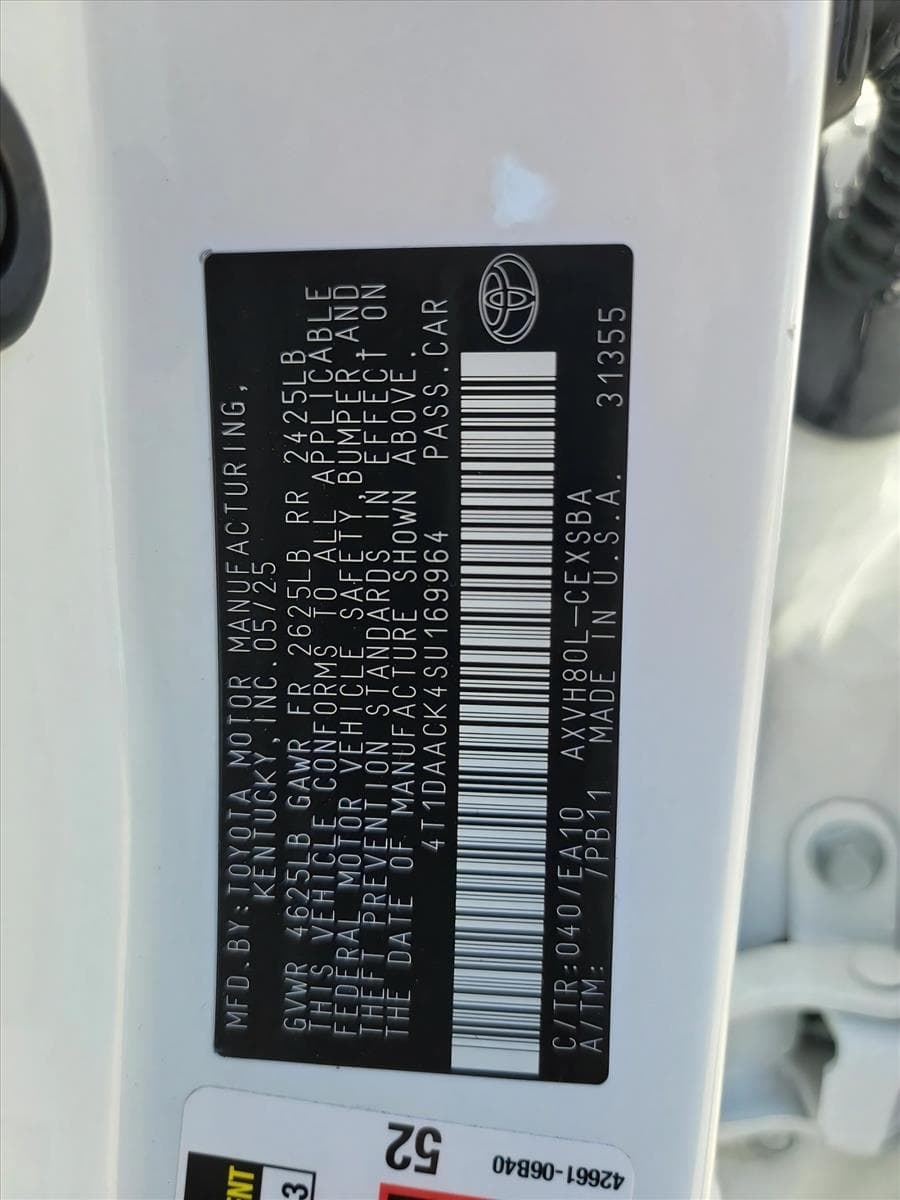 MFD.BY:TOYOTA MOTOR MANUFACTURING,
KENTUCKY,INC.05/25
GVWR 4625LB GAWR FR 2625LB RR 2425LB
THIS VEHICLE CONFORMS TO ALL APPLICABLE
FEDERAL MOTOR VEHICLE SAFETY,BUMPER,AND
THEFT PREVENTION STANDARDS IN EFFECT ON
THE DATE OF MANUFACTURE SHOWN ABOVE.
4T1DAACK4SU169964 PASS.CAR
C/TR:040/EA10 AXVH80L-CEXSBA 31355
A/TM: /PB11 MADE IN U.S.A.
42661-06B40
52
ENT
3